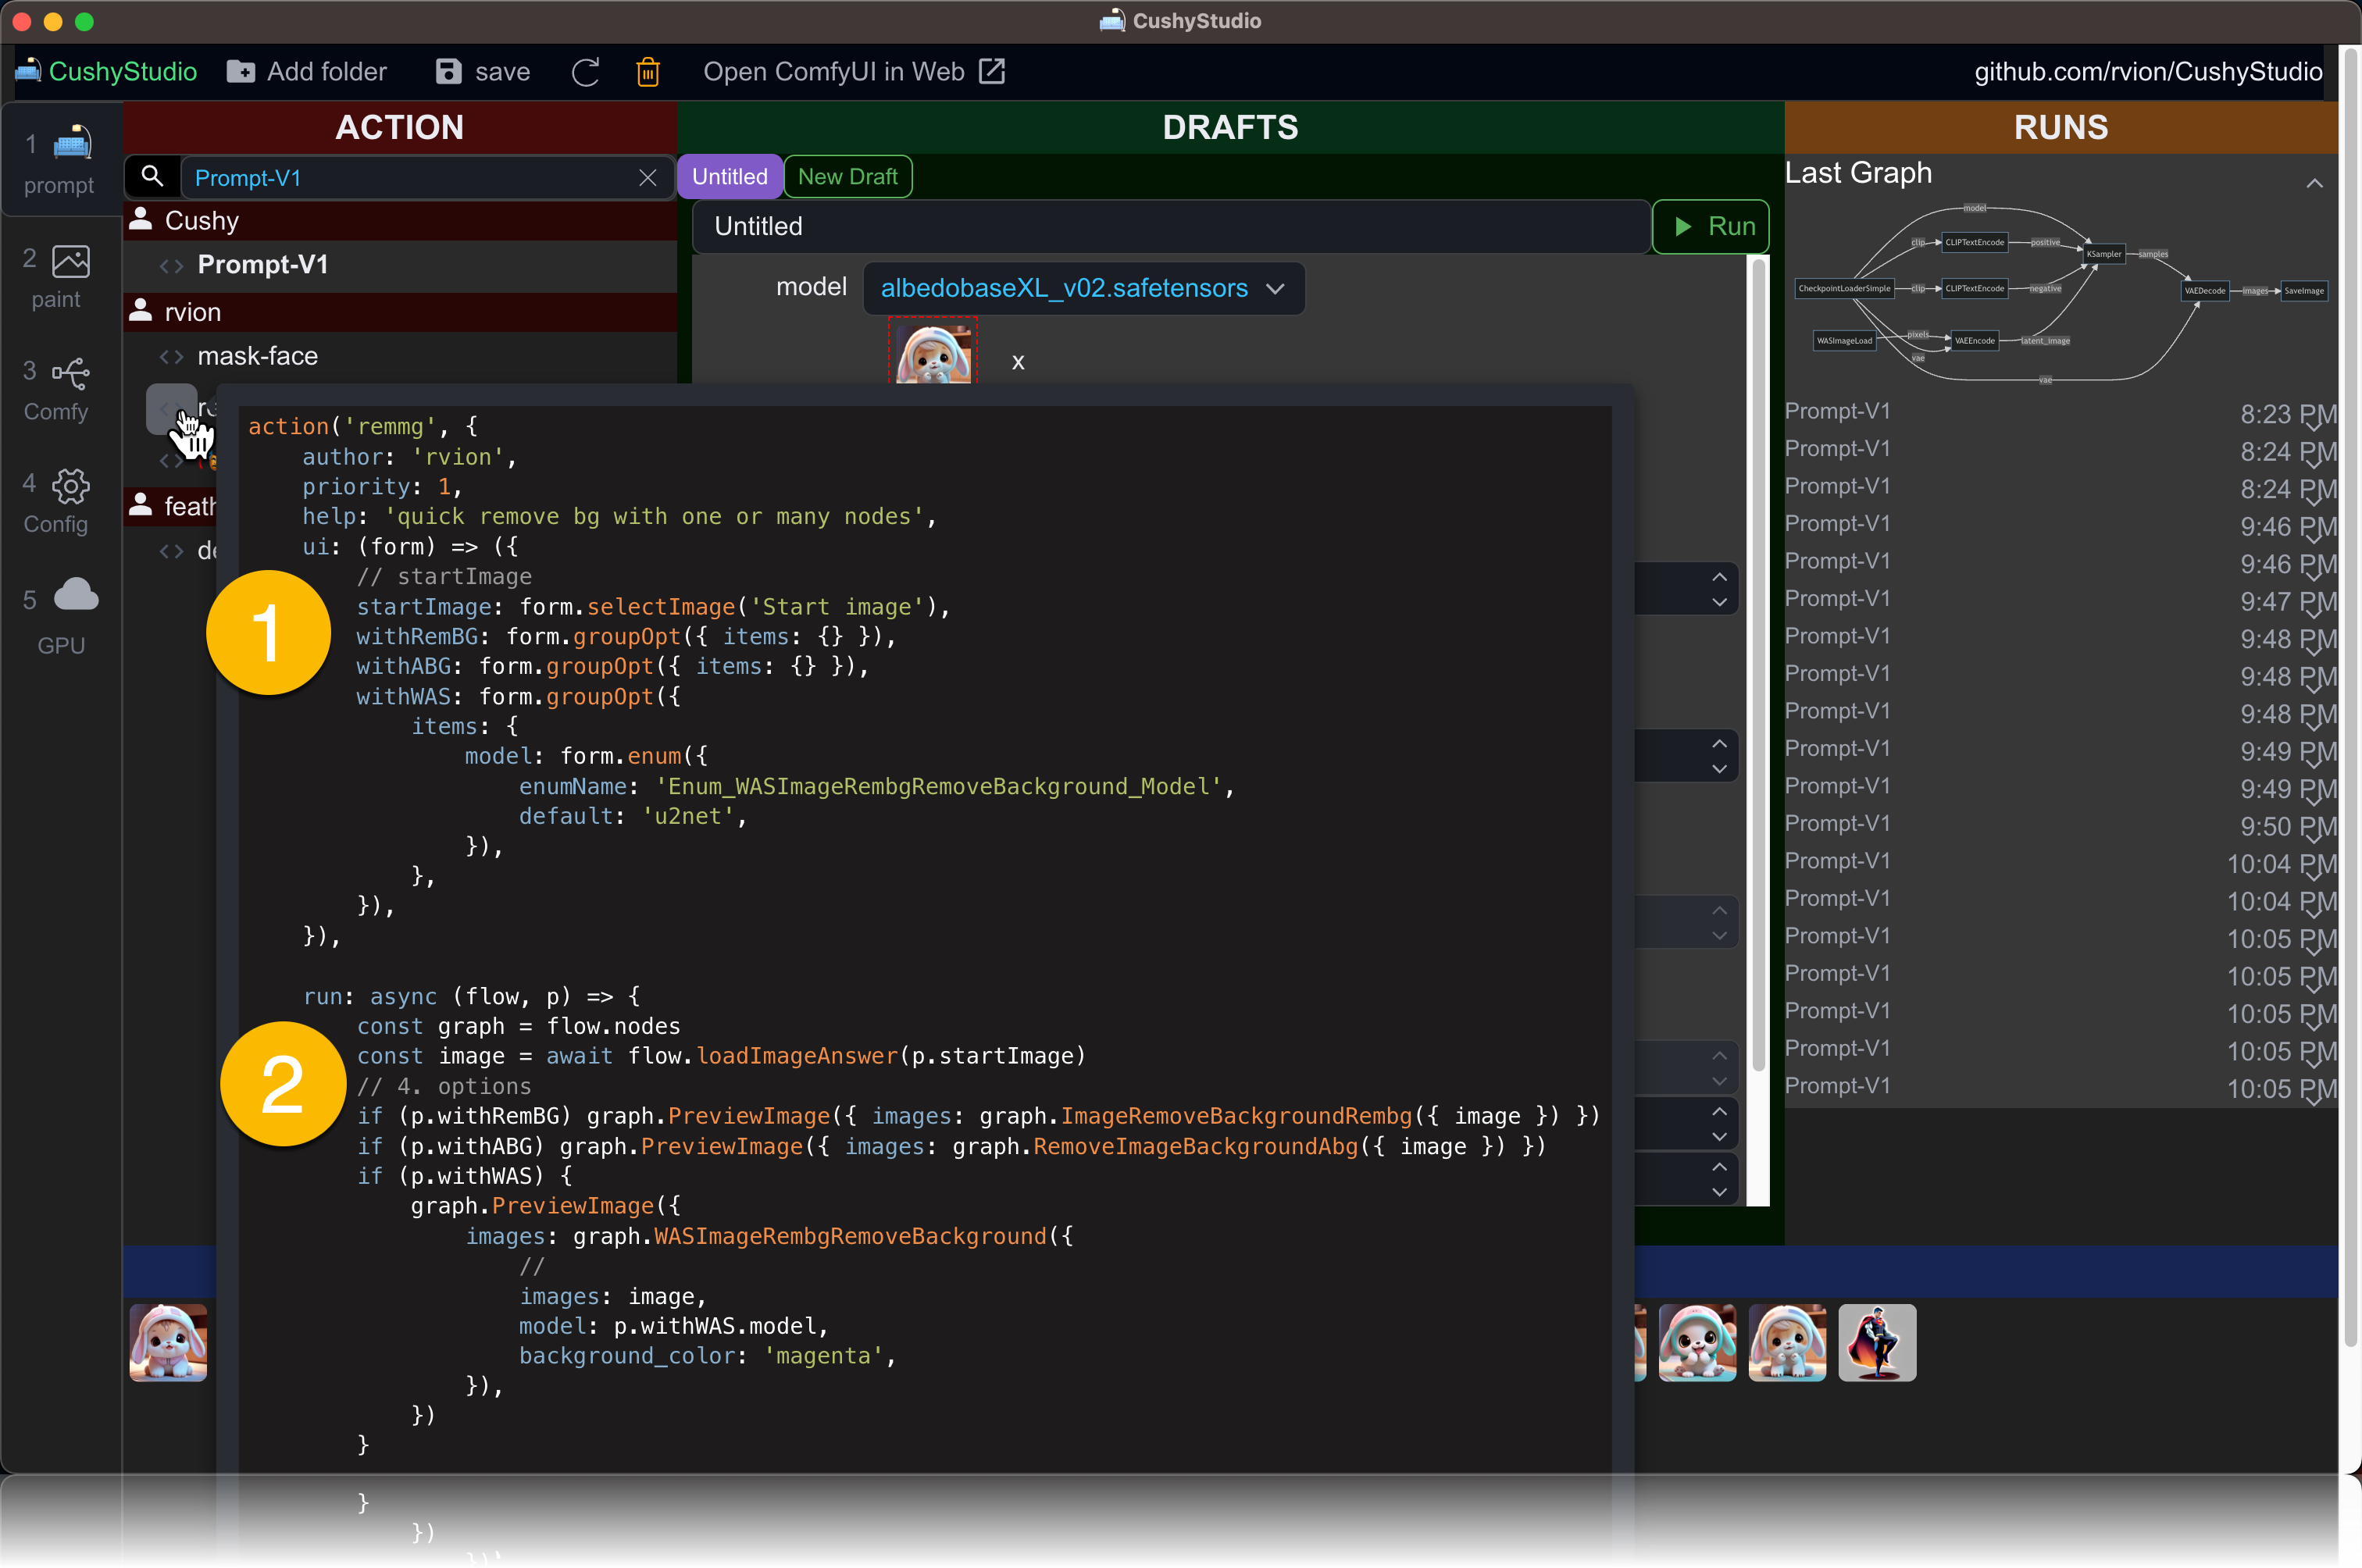 CushyStudio
CushyStudio
Add folder
save
Open ComfyUI in Web
github.com/rvion/CushyStudio
1
prompt
2
paint
3
Comfy
4
Config
5
GPU
ACTION
Prompt-V1
Cushy
Prompt-V1
rvion
mask-face
feath
de
DRAFTS
Untitled
New Draft
Untitled
Run
model
albedobaseXL_v02.safetensors
x
action('remmg', {
author: 'rvion',
priority: 1,
help: 'quick remove bg with one or many nodes',
ui: (form) => ({
// startImage
startImage: form.selectImage('Start image'),
withRemBG: form.groupOpt({ items: {} }),
withABG: form.groupOpt({ items: {} }),
withWAS: form.groupOpt({
items: {
model: form.enum({
enumName: 'Enum_WASImageRembgRemoveBackground_Model',
default: 'u2net',
}),
},
}),
}),
run: async (flow, p) => {
const graph = flow.nodes
const image = await flow.loadImageAnswer(p.startImage)
// 4. options
if (p.withRemBG) graph.PreviewImage({ images: graph.ImageRemoveBackgroundRembg({ image }) })
if (p.withABG) graph.PreviewImage({ images: graph.RemoveImageBackgroundAbg({ image }) })
if (p.withWAS) {
graph.PreviewImage({
images: graph.WASImageRembgRemoveBackground({
//
images: image,
model: p.withWAS.model,
background_color: 'magenta',
}),
})
}
}
})
1
2
RUNS
Last Graph
model
clip
CLIPTextEncode
positive
KSampler
samples
CheckpointLoaderSimple
clip
CLIPTextEncode
negative
VAEDecode
images
SaveImage
WASImageLoad
pixels
VAEEncode
latent_image
vae
vae
Prompt-V1 8:23 PM
Prompt-V1 8:24 PM
Prompt-V1 8:24 PM
Prompt-V1 9:46 PM
Prompt-V1 9:46 PM
Prompt-V1 9:47 PM
Prompt-V1 9:48 PM
Prompt-V1 9:48 PM
Prompt-V1 9:48 PM
Prompt-V1 9:49 PM
Prompt-V1 9:49 PM
Prompt-V1 9:50 PM
Prompt-V1 10:04 PM
Prompt-V1 10:04 PM
Prompt-V1 10:05 PM
Prompt-V1 10:05 PM
Prompt-V1 10:05 PM
Prompt-V1 10:05 PM
Prompt-V1 10:05 PM